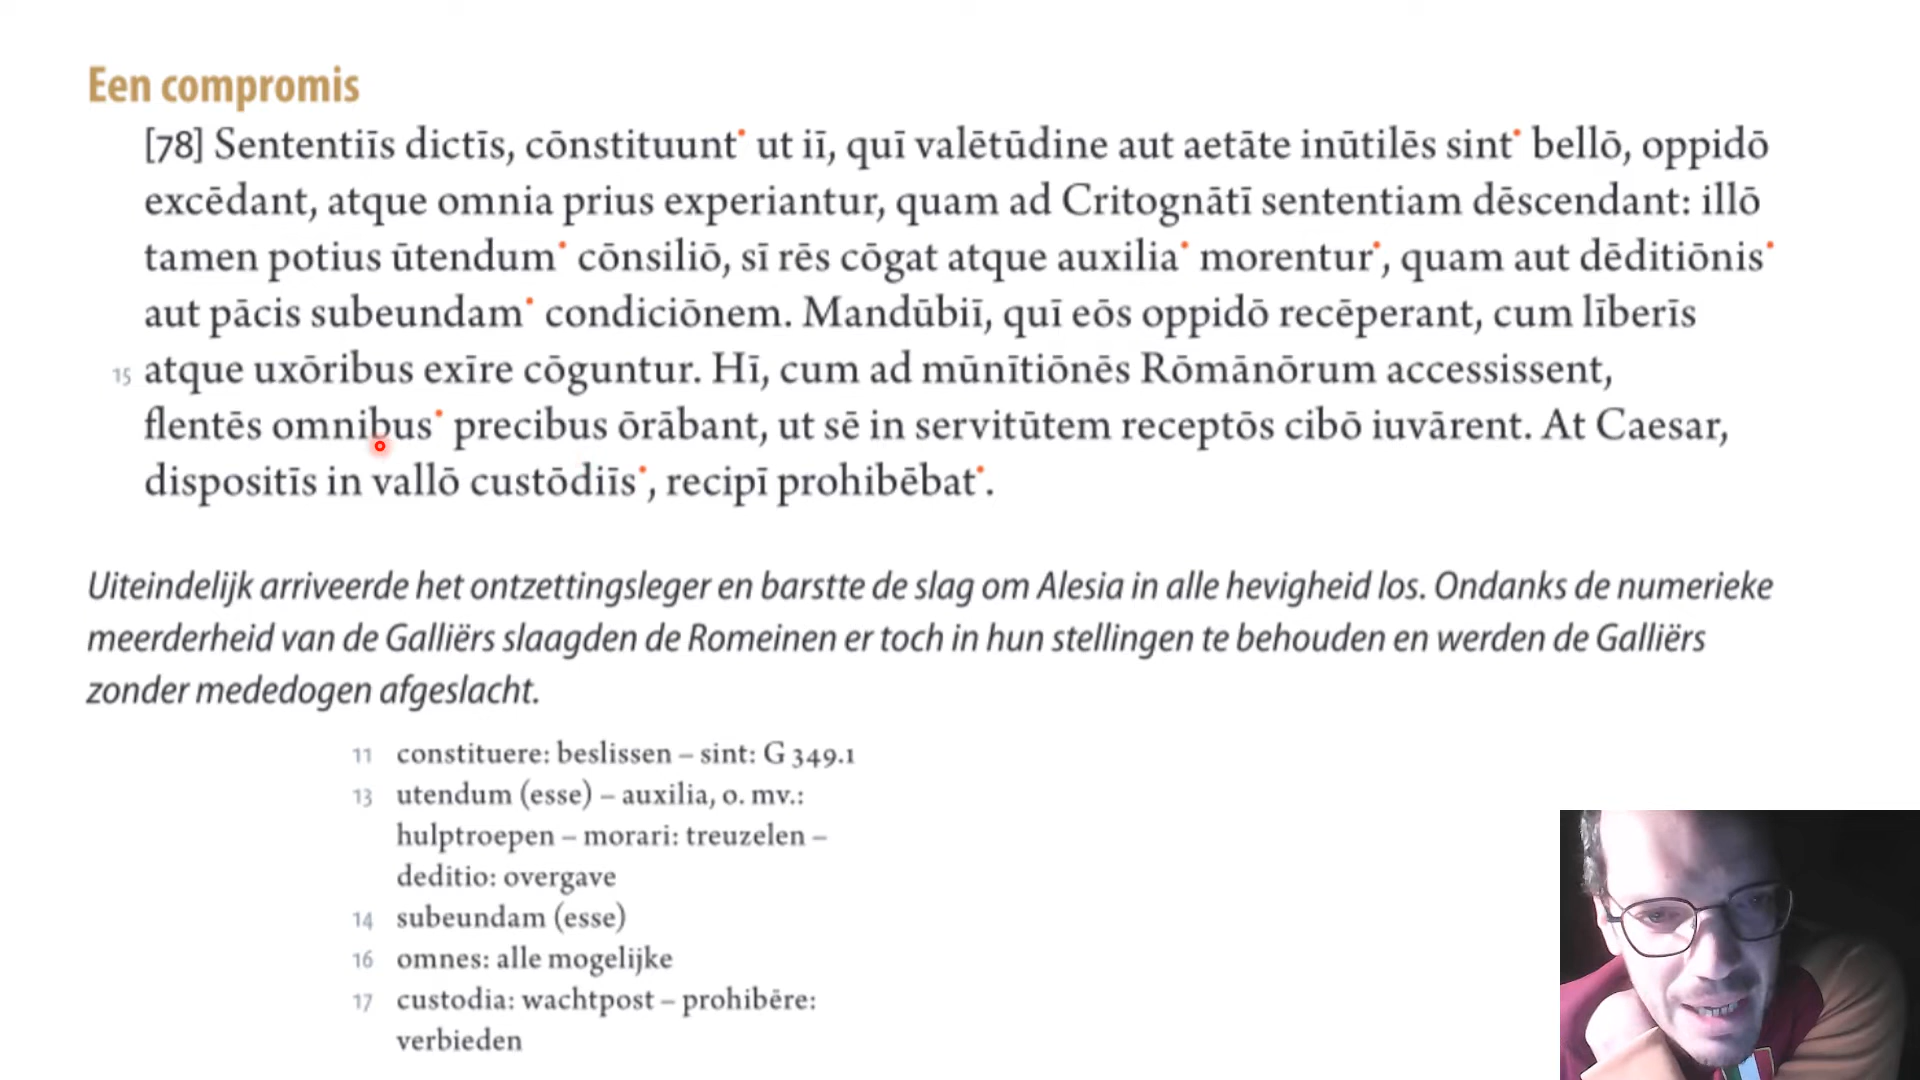 Een compromis
[78] Sententiīs dictīs, cōnstituunt• ut iī, quī valētūdine aut aetāte inūtilēs sint• bellō, oppidō
excēdant, atque omnia prius experiantur, quam ad Critognātī sententiam dēscendant: illō
tamen potius ūtendum• cōnsiliō, sī rēs cōgat atque auxilia• morentur•, quam aut dēditiōnis•
aut pācis subeundam• condiciōnem. Mandūbiī, quī eōs oppidō recēperant, cum līberīs
15 atque uxōribus exīre cōguntur. Hī, cum ad mūnītiōnēs Rōmānōrum accessissent,
flentēs omnibus• precibus ōrābant, ut sē in servitūtem receptōs cibō iuvārent. At Caesar,
dispositīs in vallō custōdiīs•, recipī prohibēbat•.
Uiteindelijk arriveerde het ontzettingsleger en barstte de slag om Alesia in alle hevigheid los. Ondanks de numerieke
meerderheid van de Galliërs slaagden de Romeinen er toch in hun stellingen te behouden en werden de Galliërs
zonder mededogen afgeslacht.
11 constituere: beslissen – sint: G 349.1
13 utendum (esse) – auxilia, o. mv.:
hulptroepen – morari: treuzelen –
deditio: overgave
14 subeundam (esse)
16 omnes: alle mogelijke
17 custodia: wachtpost – prohibēre:
verbieden